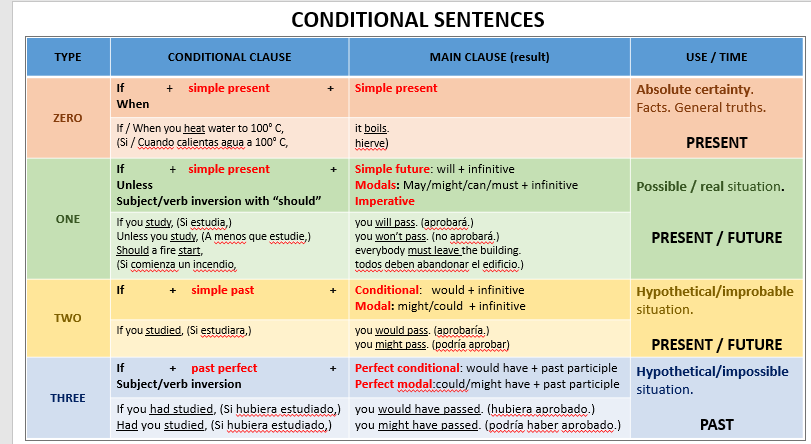 CONDITIONAL SENTENCES
TYPE CONDITIONAL CLAUSE MAIN CLAUSE (result) USE / TIME
ZERO
If + simple present +
When
Simple present
If / When you heat water to 100° C,
(Si / Cuando calientas agua a 100° C,
it boils.
hierve)
Absolute certainty.
Facts. General truths.
PRESENT
ONE
If + simple present +
Unless
Subject/verb inversion with “should”
Simple future: will + infinitive
Modals: May/might/can/must + infinitive
Imperative
If you study, (Si estudia,)
Unless you study, (A menos que estudie,)
Should a fire start,
(Si comienza un incendio,
you will pass. (aprobará.)
you won’t pass. (no aprobará.)
everybody must leave the building.
todos deben abandonar el edificio.)
Possible / real situation.
PRESENT / FUTURE
TWO
If + simple past +
Conditional: would + infinitive
Modal: might/could + infinitive
If you studied, (Si estudiara,)
you would pass. (aprobaría.)
you might pass. (podría aprobar)
Hypothetical/improbable
situation.
PRESENT / FUTURE
THREE
If + past perfect +
Subject/verb inversion
Perfect conditional: would have + past participle
Perfect modal:could/might have + past participle
If you had studied, (Si hubiera estudiado,)
Had you studied, (Si hubiera estudiado,)
you would have passed. (hubiera aprobado.)
you might have passed. (podría haber aprobado.)
Hypothetical/impossible
situation.
PAST